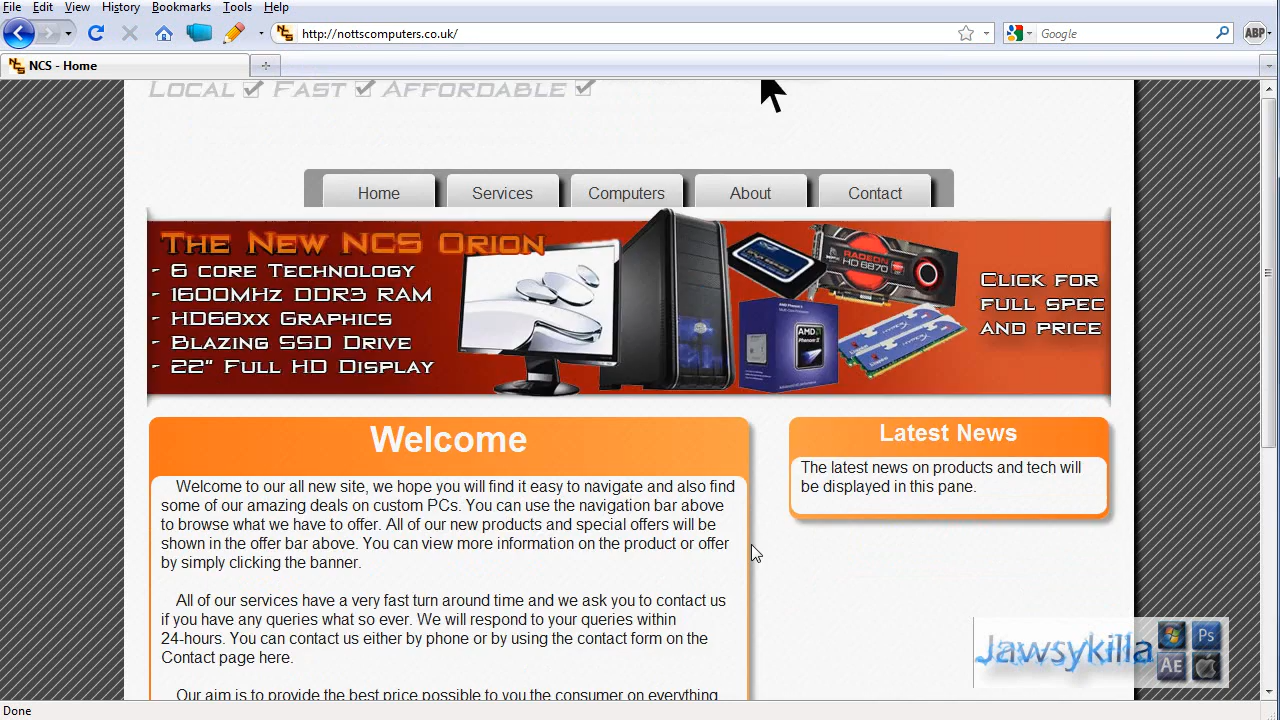 File Edit View History Bookmarks Tools Help
http://nottscomputers.co.uk/
Google
ABP
NCS - Home
Local Fast Affordable
Home Services Computers About Contact
The New NCS Orion
- 6 core Technology
- 1600MHz DDR3 RAM
- HD68xx Graphics
- Blazing SSD Drive
- 22" Full HD Display
RADEON
HD 6870
AMD
Phenom II
Click for
full spec
and price
Welcome
Welcome to our all new site, we hope you will find it easy to navigate and also find
some of our amazing deals on custom PCs. You can use the navigation bar above
to browse what we have to offer. All of our new products and special offers will be
shown in the offer bar above. You can view more information on the product or offer
by simply clicking the banner.
All of our services have a very fast turn around time and we ask you to contact us
if you have any queries what so ever. We will respond to your queries within
24-hours. You can contact us either by phone or by using the contact form on the
Contact page here.
Our aim is to provide the best price possible to you the consumer on everything
Latest News
The latest news on products and tech will
be displayed in this pane.
Jawsykilla
Ps
AE
Done